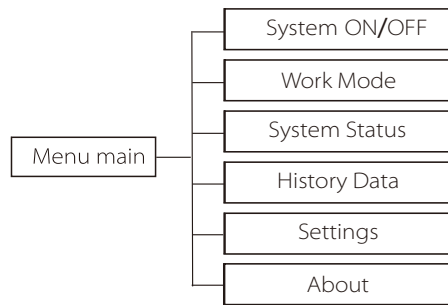 System ON/OFF
Work Mode
System Status
Menu main
History Data
Settings
About